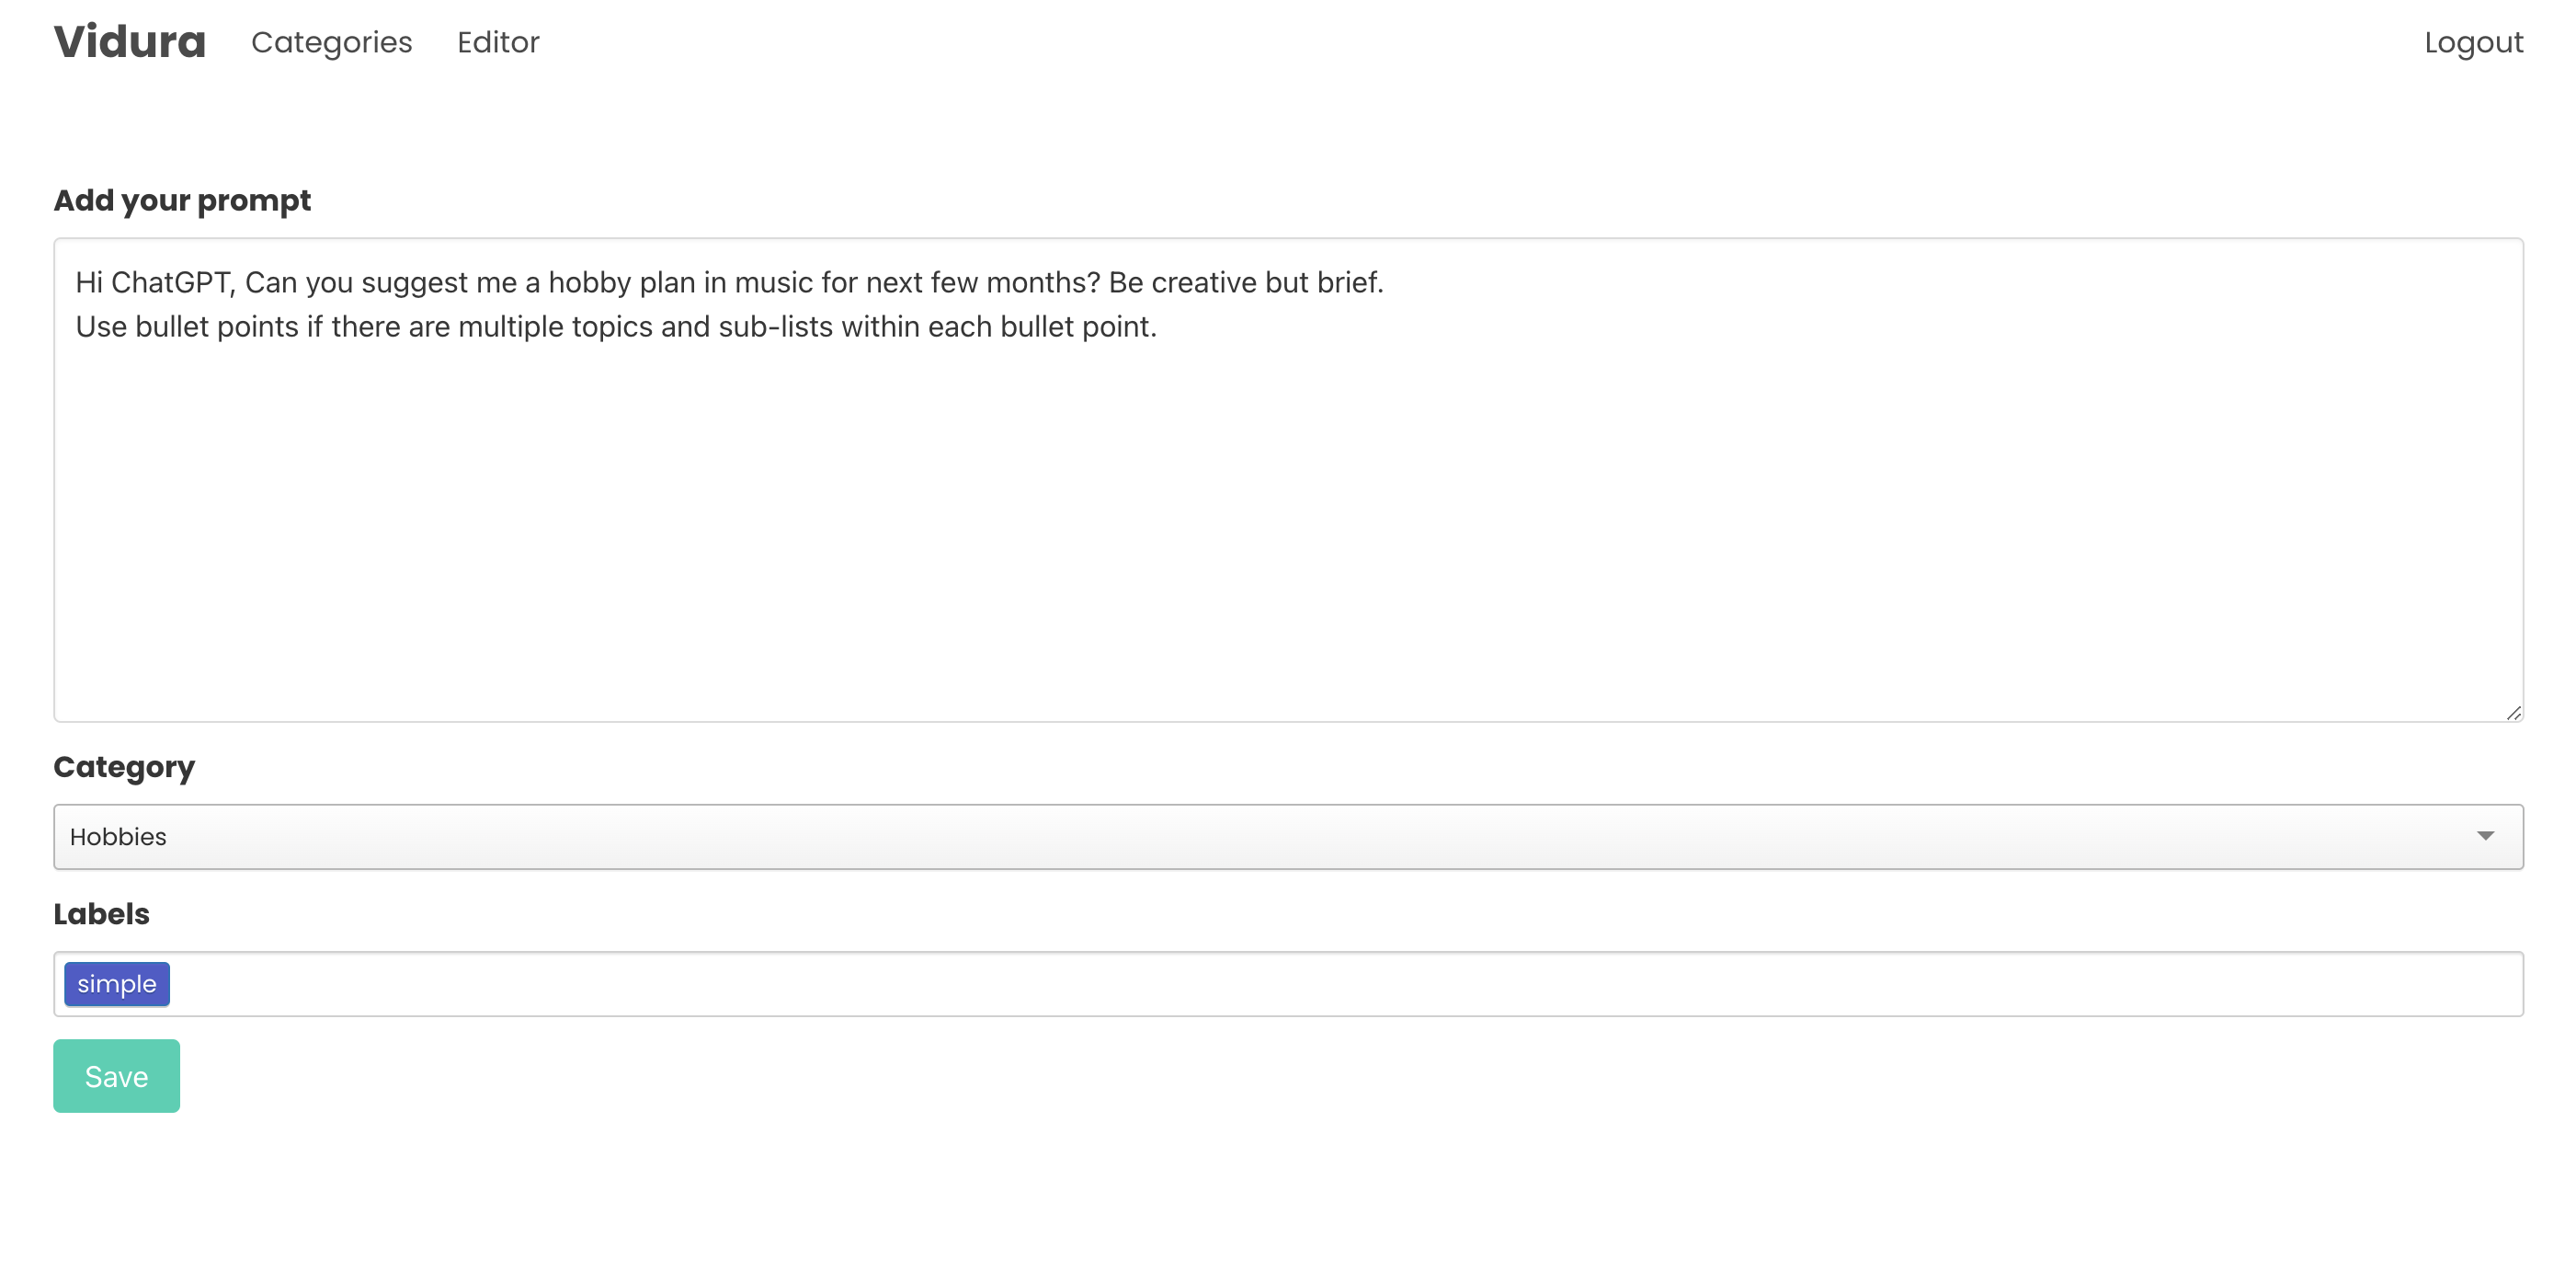 Vidura Categories Editor Logout
Add your prompt
Hi ChatGPT, Can you suggest me a hobby plan in music for next few months? Be creative but brief.
Use bullet points if there are multiple topics and sub-lists within each bullet point.
Category
Hobbies
Labels
simple
Save